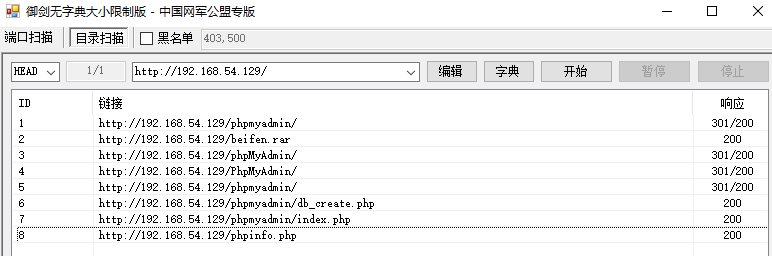 御剑无字典大小限制版 - 中国网军公盟专版
端口扫描 目录扫描 黑名单 403,500
HEAD 1/1 http://192.168.54.129/ 编辑 字典 开始 暂停 停止
ID 链接 响应
1 http://192.168.54.129/phpmyadmin/ 301/200
2 http://192.168.54.129/beifen.rar 200
3 http://192.168.54.129/phpMyAdmin/ 301/200
4 http://192.168.54.129/PhpMyAdmin/ 301/200
5 http://192.168.54.129/phpmyadmin/ 301/200
6 http://192.168.54.129/phpmyadmin/db_create.php 200
7 http://192.168.54.129/phpmyadmin/index.php 200
8 http://192.168.54.129/phpinfo.php 200